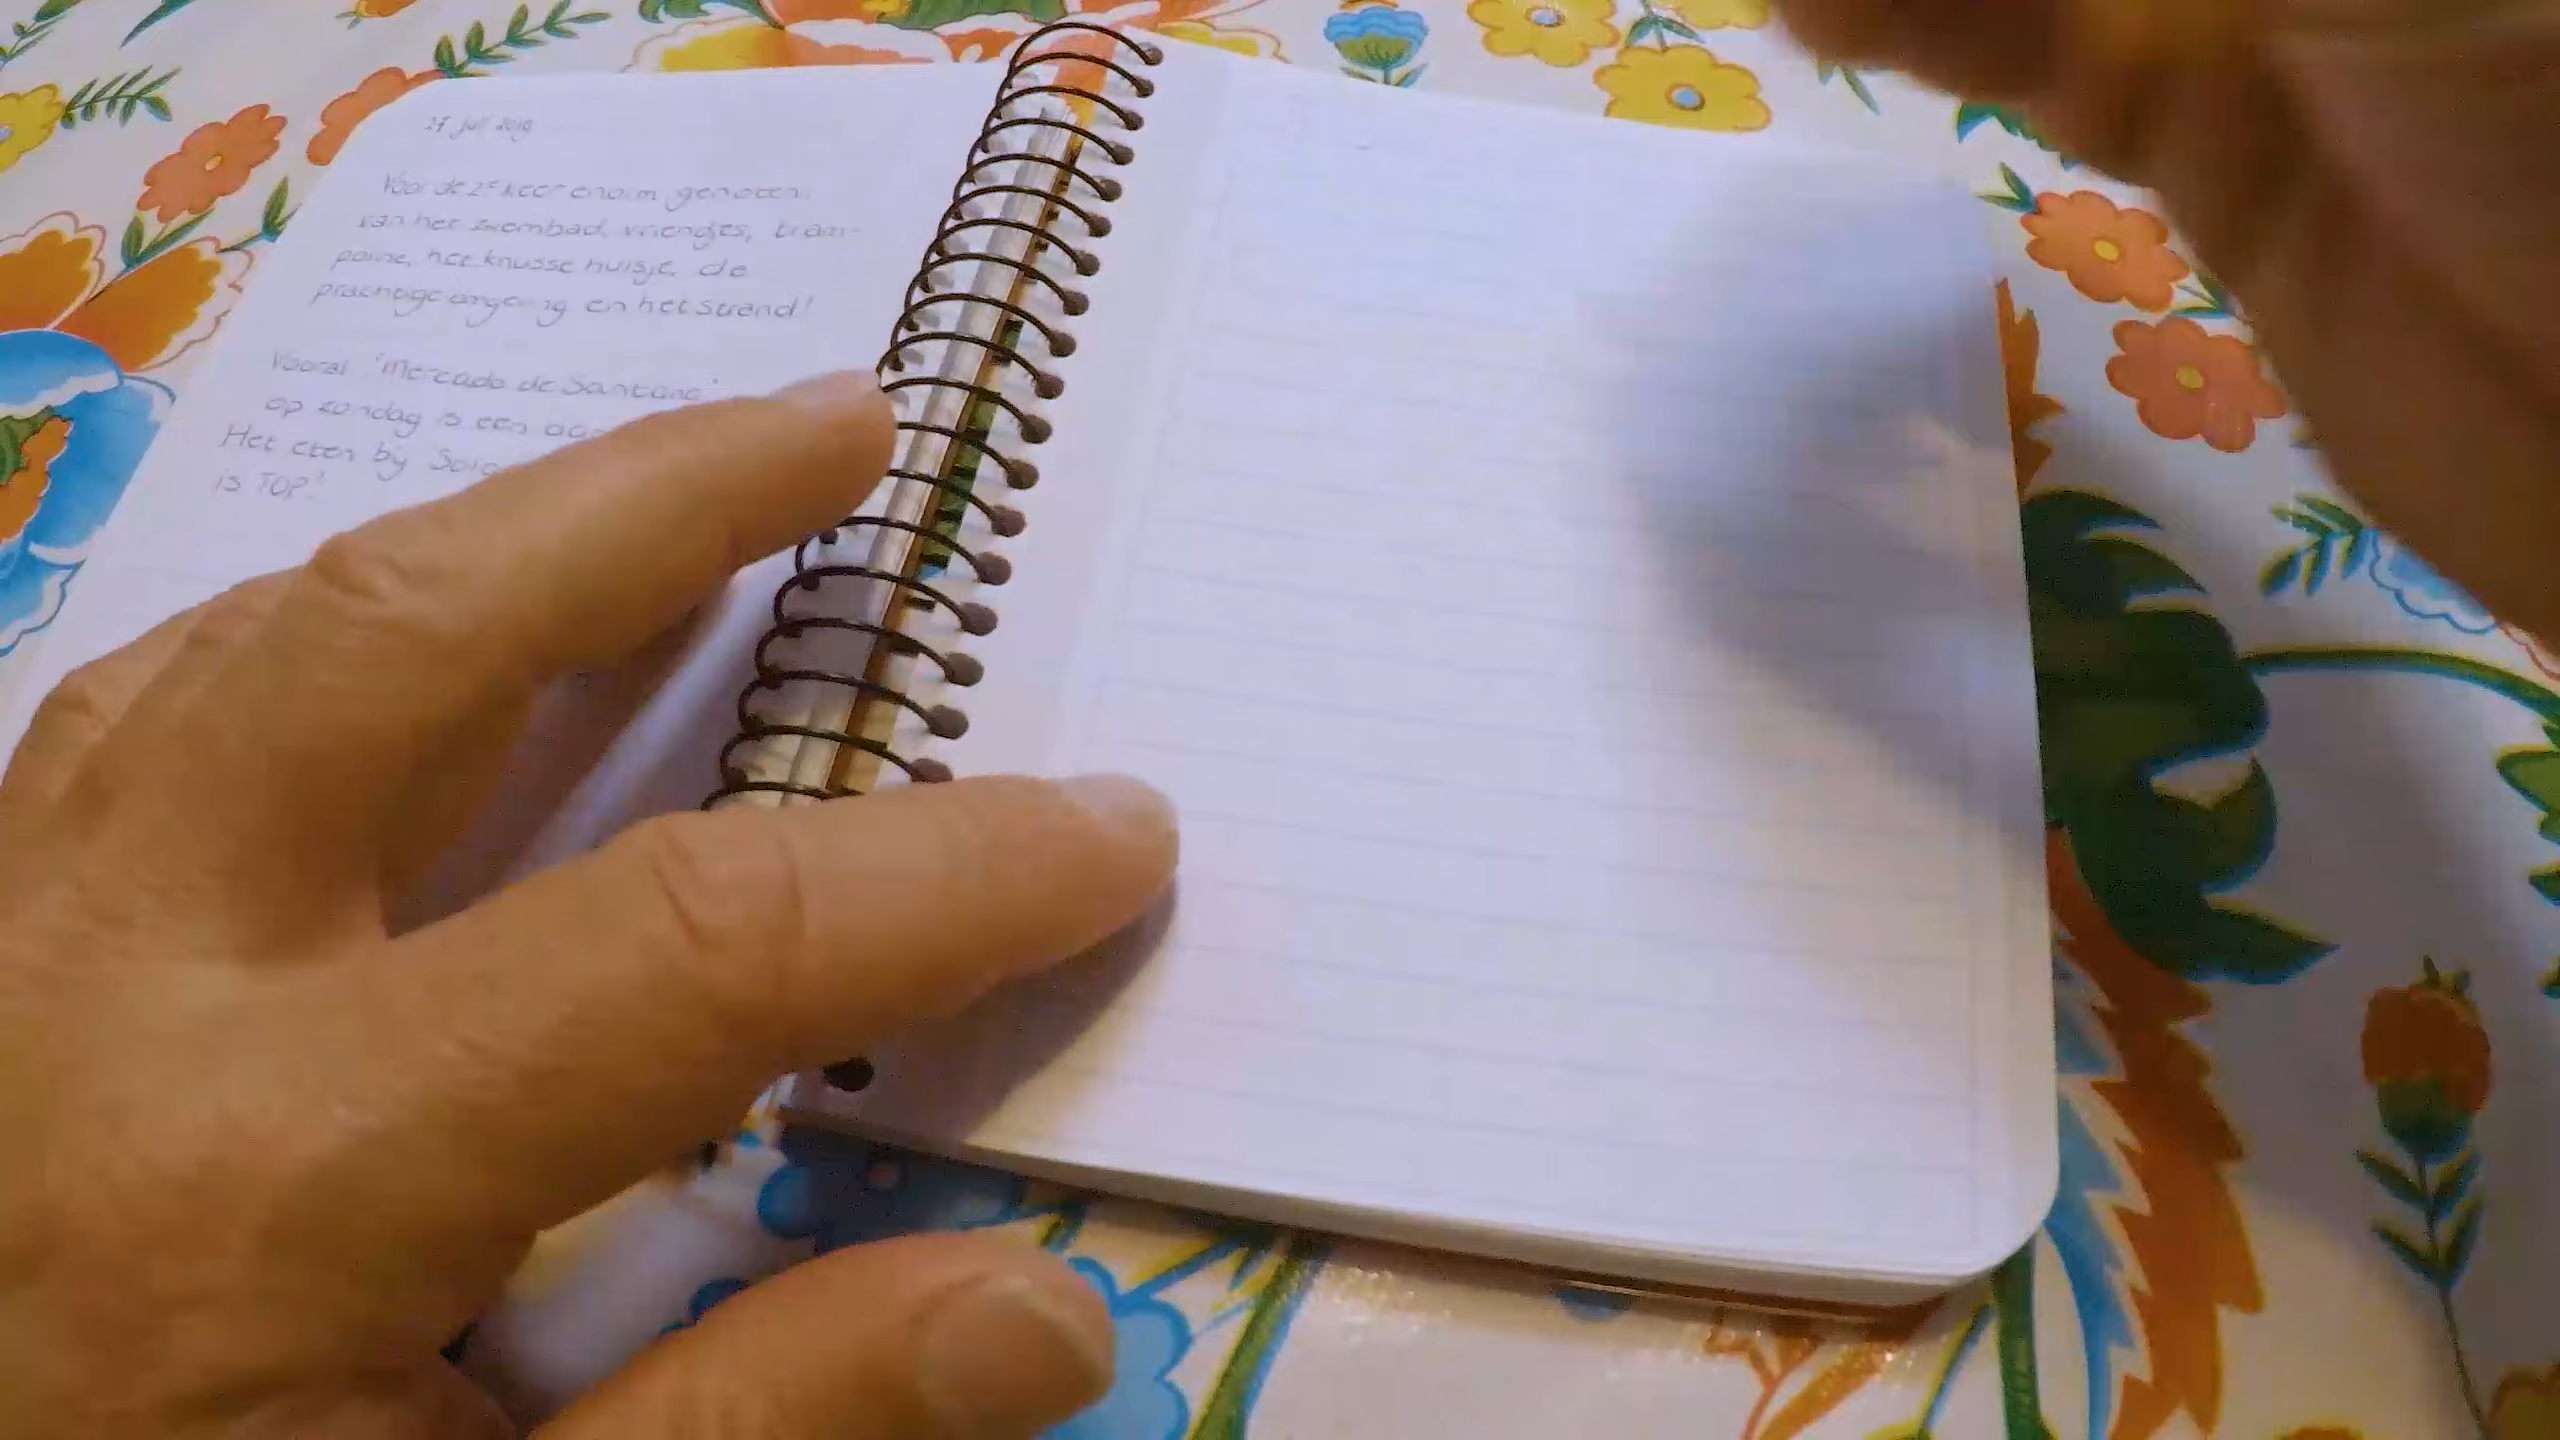 27 juli 2019
Voor de 2e keer enorm genoten
van het zwembad, vriendjes, tram-
poline, het knusse huisje, de
prachtige omgeving en het strand!
Vooral "Mercado de Santana"
op zondag is een
Het eten bij
is TOP!